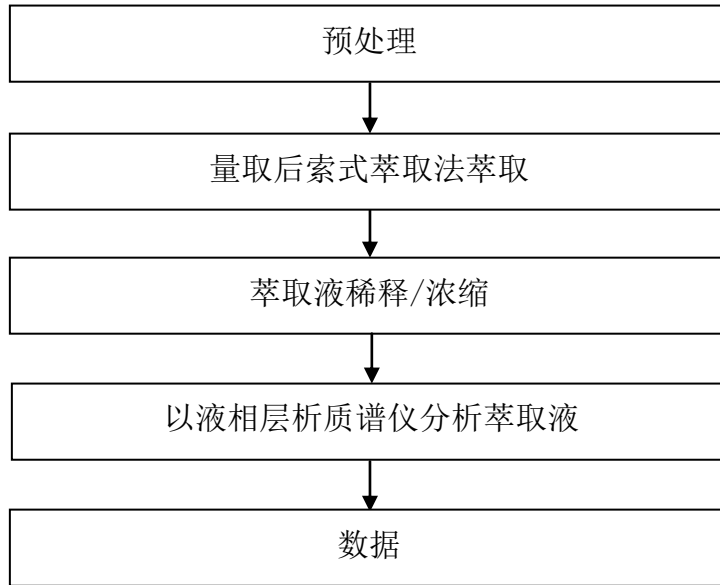 预处理
量取后索式萃取法萃取
萃取液稀释/浓缩
以液相层析质谱仪分析萃取液
数据